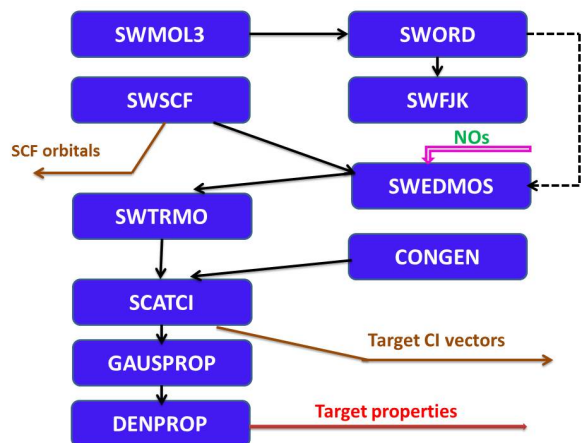 SWMOL3
SWORD
SWSCF
SWFJK
SCF orbitals
NOs
SWEDMOS
SWTRMO
CONGEN
SCATCI
Target CI vectors
GAUSPROP
Target properties
DENPROP